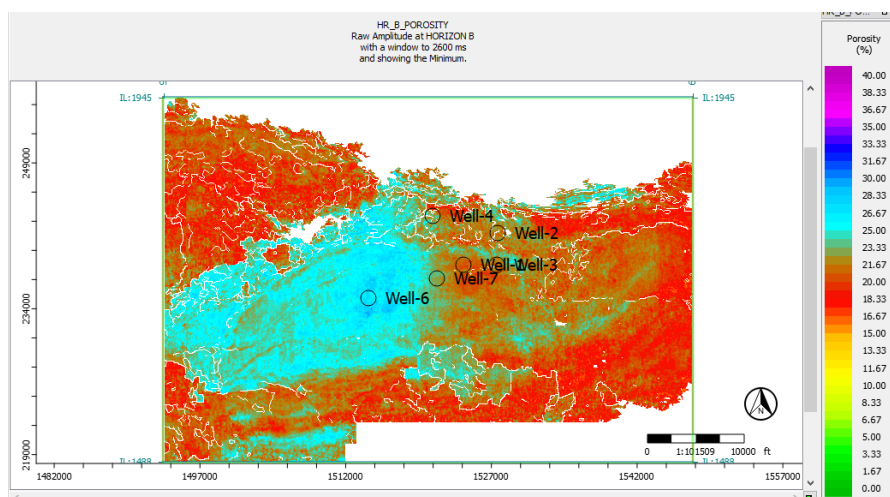 HR_B_POROSITY
Raw Amplitude at HORIZON B
with a window to 2600 ms
and showing the Minimum.
Porosity
(%)
40.00
38.33
36.67
35.00
33.33
31.67
30.00
28.33
26.67
25.00
23.33
21.67
20.00
18.33
16.67
15.00
13.33
11.67
10.00
8.33
6.67
5.00
3.33
1.67
0.00
IL:1945
IL:1945
249000
234000
219000
Well-4
Well-2
Well-1
Well-3
Well-7
Well-6
N
0
1:101509
10000
ft
IL:1488
1482000
1497000
1512000
1527000
1542000
1557000